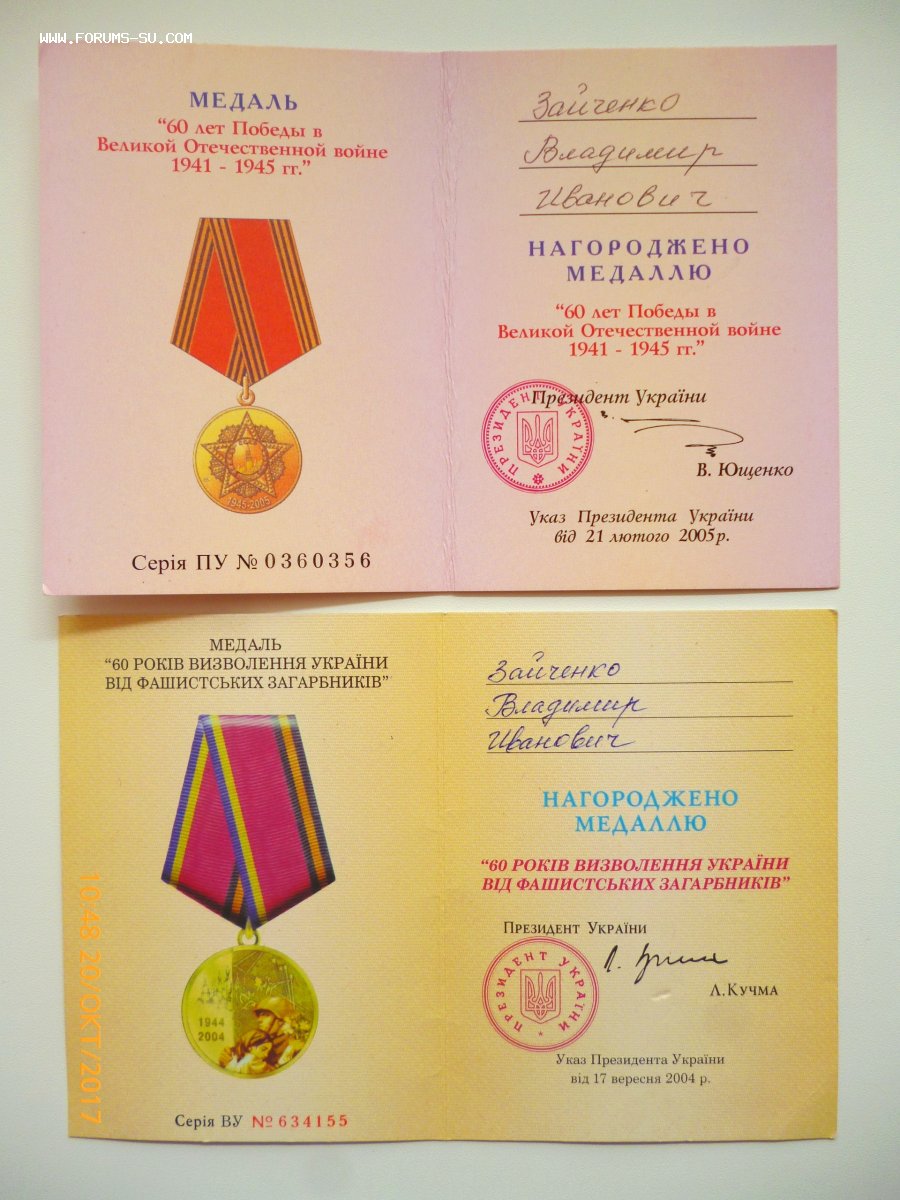 www.forums-su.com
МЕДАЛЬ
“60 лет Победы в
Великой Отечественной войне
1941 - 1945 гг.”
1945-2005
Серія ПУ № 0360356
Зайченко
Владимир
Иванович
НАГОРОДЖЕНО
МЕДАЛЛЮ
“60 лет Победы в
Великой Отечественной войне
1941 - 1945 гг.”
Президент України
ПРЕЗИДЕНТ УКРАЇНИ
В. Ющенко
Указ Президента України
від 21 лютого 2005 р.
МЕДАЛЬ
“60 РОКІВ ВИЗВОЛЕННЯ УКРАЇНИ
ВІД ФАШИСТСЬКИХ ЗАГАРБНИКІВ”
1944
2004
Серія ВУ № 634155
Зайченко
Владимир
Иванович
НАГОРОДЖЕНО
МЕДАЛЛЮ
“60 РОКІВ ВИЗВОЛЕННЯ УКРАЇНИ
ВІД ФАШИСТСЬКИХ ЗАГАРБНИКІВ”
Президент України
ПРЕЗИДЕНТ УКРАЇНИ
Л.Кучма
Указ Президента України
від 17 вересня 2004 р.
10:48 20/ОКТ/2017